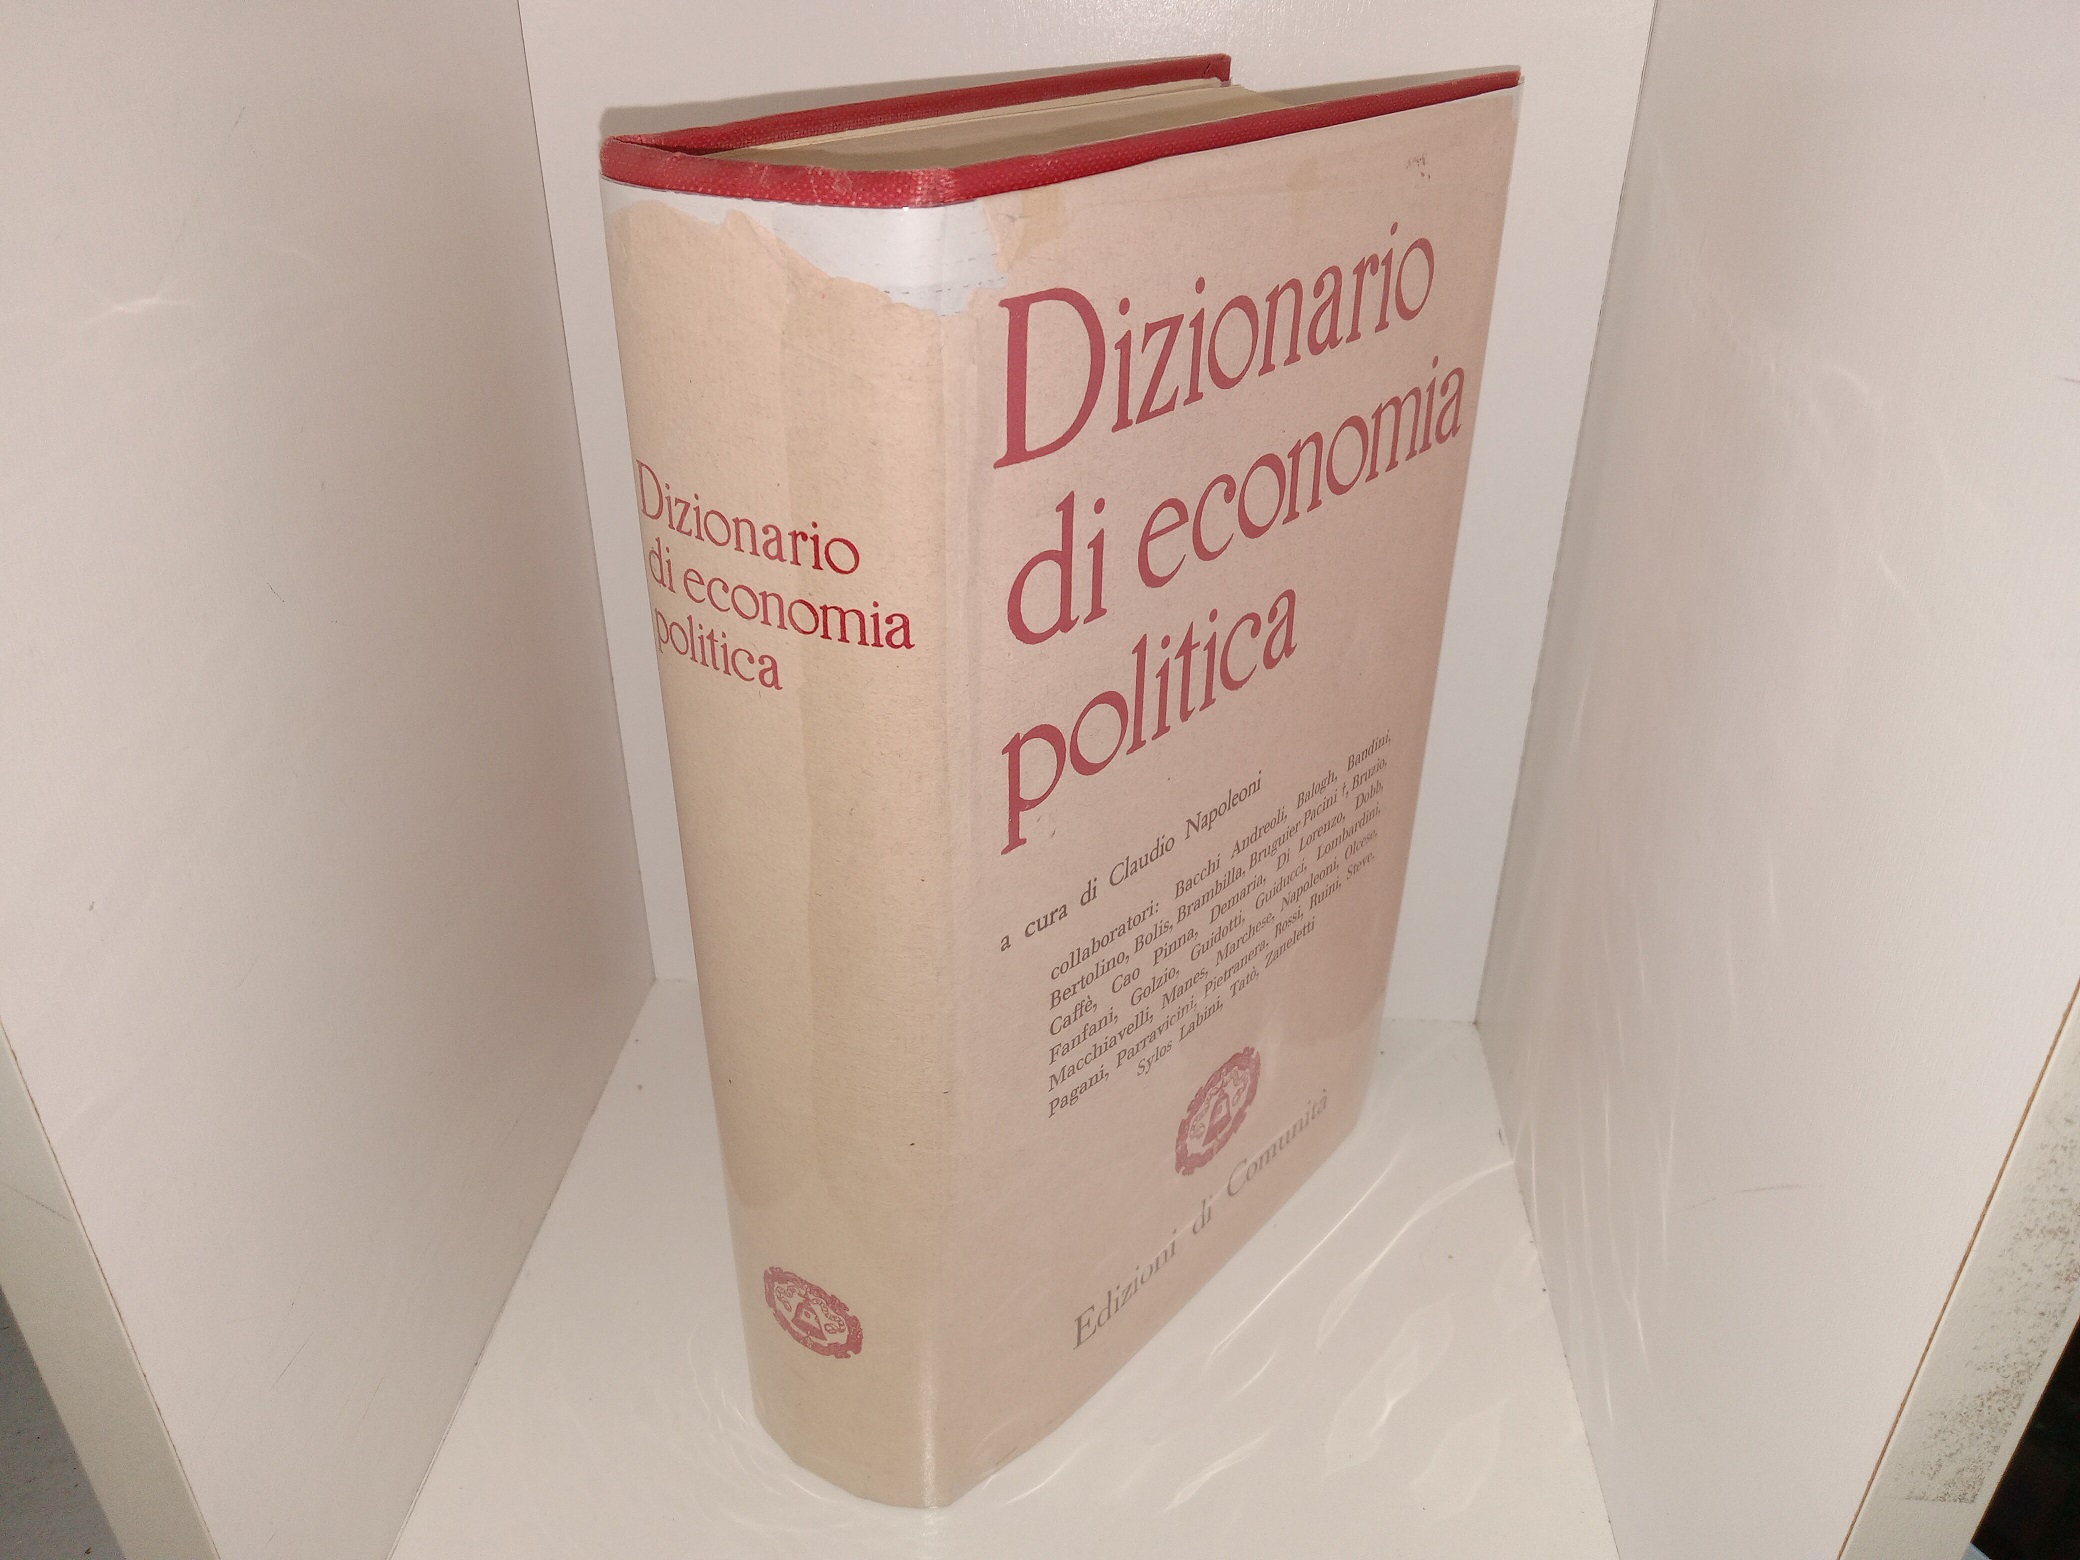 Dizionario
di economia
politica
Dizionario
di economia
politica
a cura di Claudio Napoleoni
collaboratori: Bacchi Andreoli, Balogh, Bandini,
Bertolino, Bolis, Brambilla, Bruguier Pacini †, Bruzio,
Caffè, Cao Pinna, Demaria, Di Lorenzo, Dobb,
Fanfani, Golzio, Guidotti, Guiducci, Lombardini,
Macchiavelli, Manes, Marchese, Napoleoni, Olcese,
Pagani, Parravicini, Pietranera, Rossi, Ruini, Steve,
Sylos Labini, Tatò, Zaneletti
Edizioni di Comunità